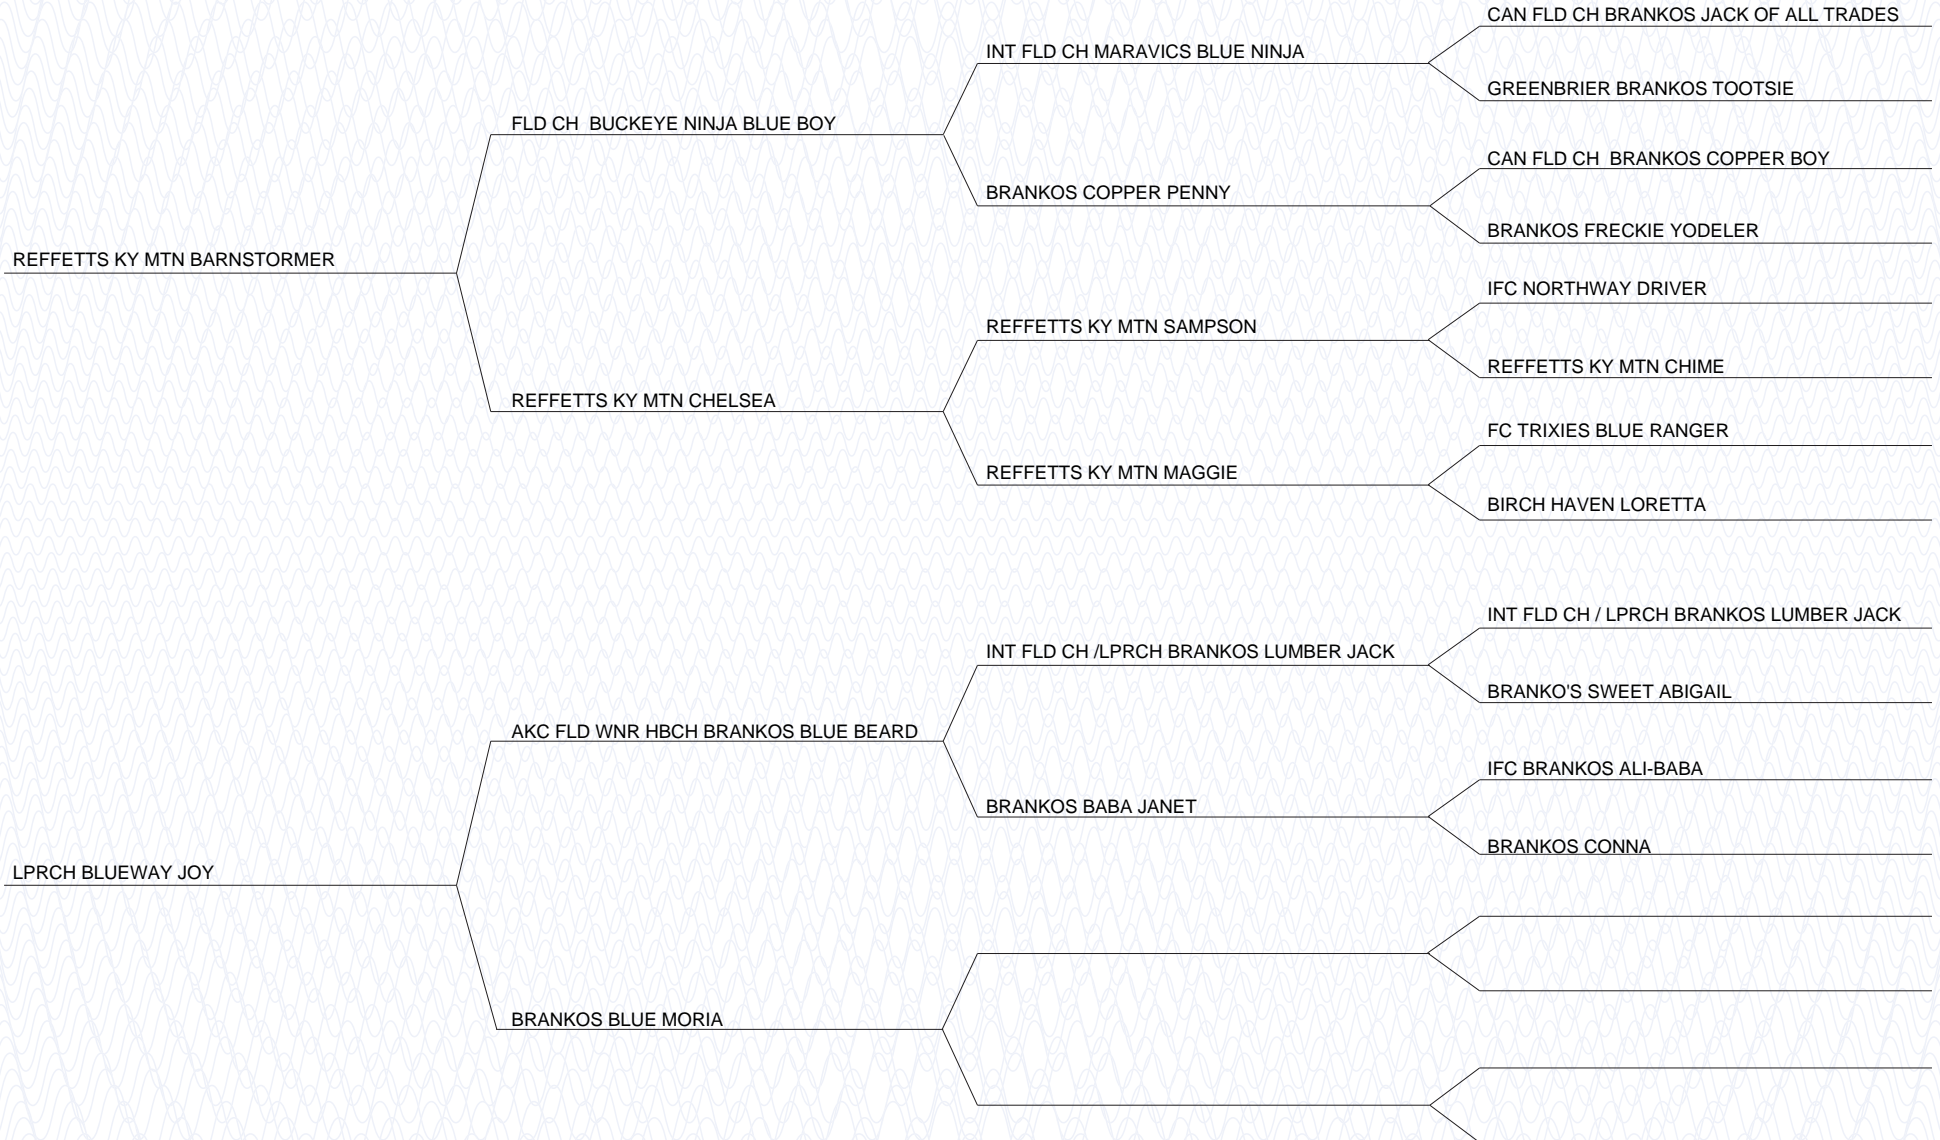 CAN FLD CH BRANKOS JACK OF ALL TRADES
INT FLD CH MARAVICS BLUE NINJA
GREENBRIER BRANKOS TOOTSIE
FLD CH  BUCKEYE NINJA BLUE BOY
CAN FLD CH  BRANKOS COPPER BOY
BRANKOS COPPER PENNY
BRANKOS FRECKIE YODELER
REFFETTS KY MTN BARNSTORMER
IFC NORTHWAY DRIVER
REFFETTS KY MTN SAMPSON
REFFETTS KY MTN CHIME
REFFETTS KY MTN CHELSEA
FC TRIXIES BLUE RANGER
REFFETTS KY MTN MAGGIE
BIRCH HAVEN LORETTA
INT FLD CH / LPRCH BRANKOS LUMBER JACK
INT FLD CH /LPRCH BRANKOS LUMBER JACK
BRANKO'S SWEET ABIGAIL
AKC FLD WNR HBCH BRANKOS BLUE BEARD
IFC BRANKOS ALI-BABA
BRANKOS BABA JANET
BRANKOS CONNA
LPRCH BLUEWAY JOY
BRANKOS BLUE MORIA